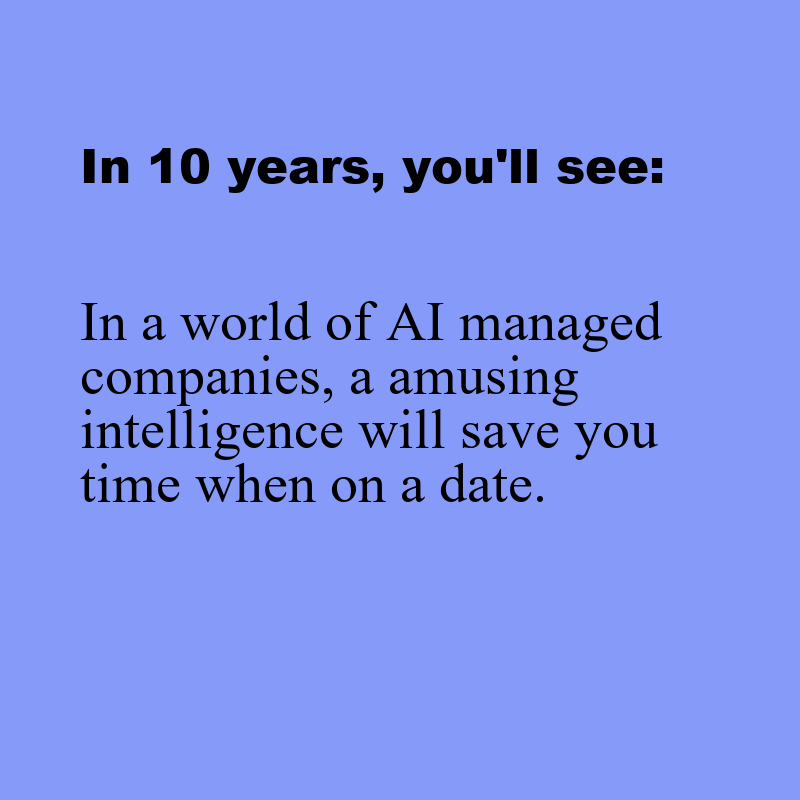 In 10 years, you'll see:
In a world of AI managed
companies, a amusing
intelligence will save you
time when on a date.